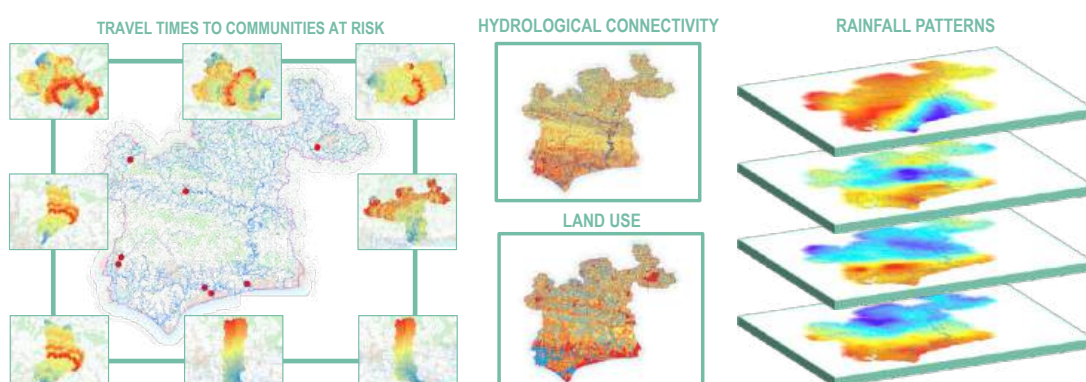 TRAVEL TIMES TO COMMUNITIES AT RISK
HYDROLOGICAL CONNECTIVITY
LAND USE
RAINFALL PATTERNS